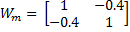 W_m = [ 1 -0.4
-0.4 1 ]